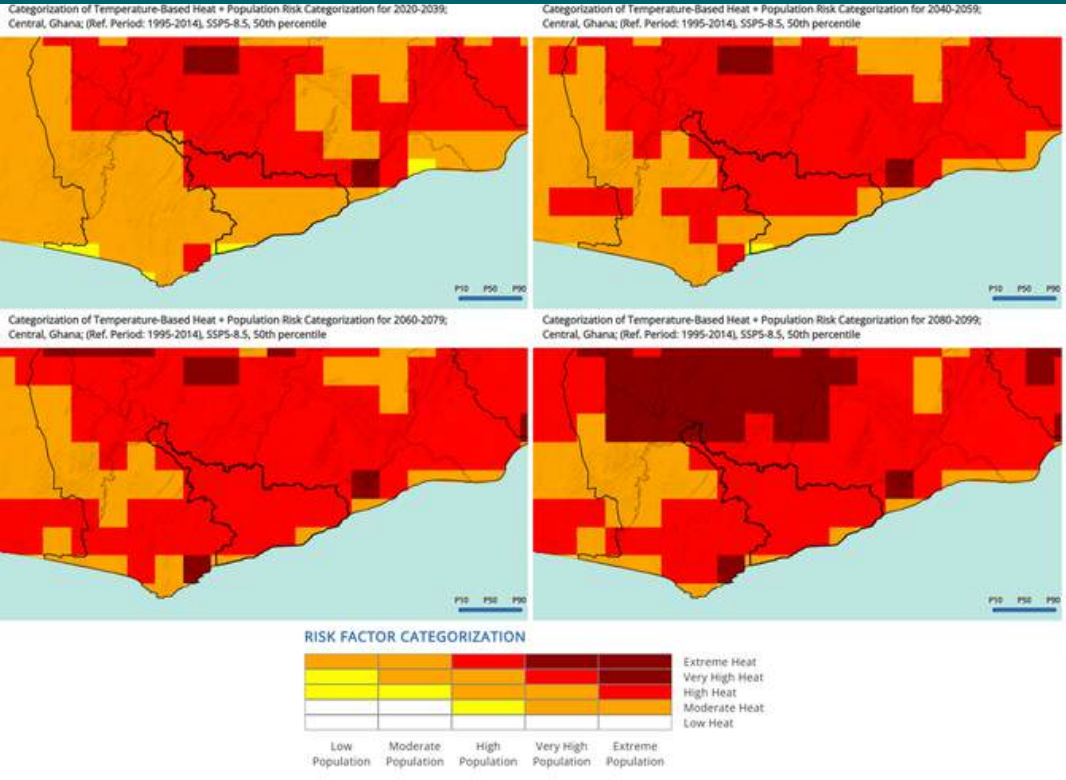 Categorization of Temperature-Based Heat + Population Risk Categorization for 2020-2039;
Central, Ghana; (Ref. Period: 1995-2014), SSP5-8.5, 50th percentile
Categorization of Temperature-Based Heat + Population Risk Categorization for 2040-2059;
Central, Ghana; (Ref. Period: 1995-2014), SSP5-8.5, 50th percentile
P10 P50 P90
P10 P50 P90
Categorization of Temperature-Based Heat + Population Risk Categorization for 2060-2079;
Central, Ghana; (Ref. Period: 1995-2014), SSP5-8.5, 50th percentile
Categorization of Temperature-Based Heat + Population Risk Categorization for 2080-2099;
Central, Ghana; (Ref. Period: 1995-2014), SSP5-8.5, 50th percentile
P10 P50 P90
P10 P50 P90
RISK FACTOR CATEGORIZATION
Extreme Heat
Very High Heat
High Heat
Moderate Heat
Low Heat
Low Population
Moderate Population
High Population
Very High Population
Extreme Population